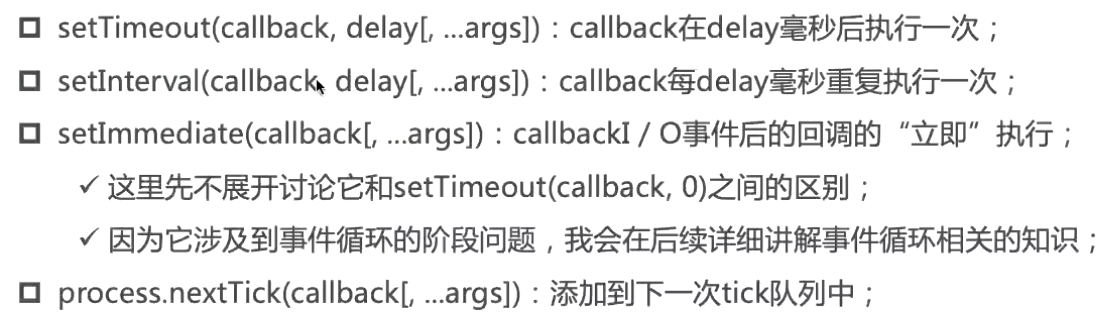 setTimeout(callback, delay[, ...args])：callback在delay毫秒后执行一次；
setInterval(callback, delay[, ...args])：callback每delay毫秒重复执行一次；
setImmediate(callback[, ...args])：callbackI / O事件后的回调的“立即”执行；
✓ 这里先不展开讨论它和setTimeout(callback, 0)之间的区别；
✓ 因为它涉及到事件循环的阶段问题，我会在后续详细讲解事件循环相关的知识；
process.nextTick(callback[, ...args])：添加到下一次tick队列中；